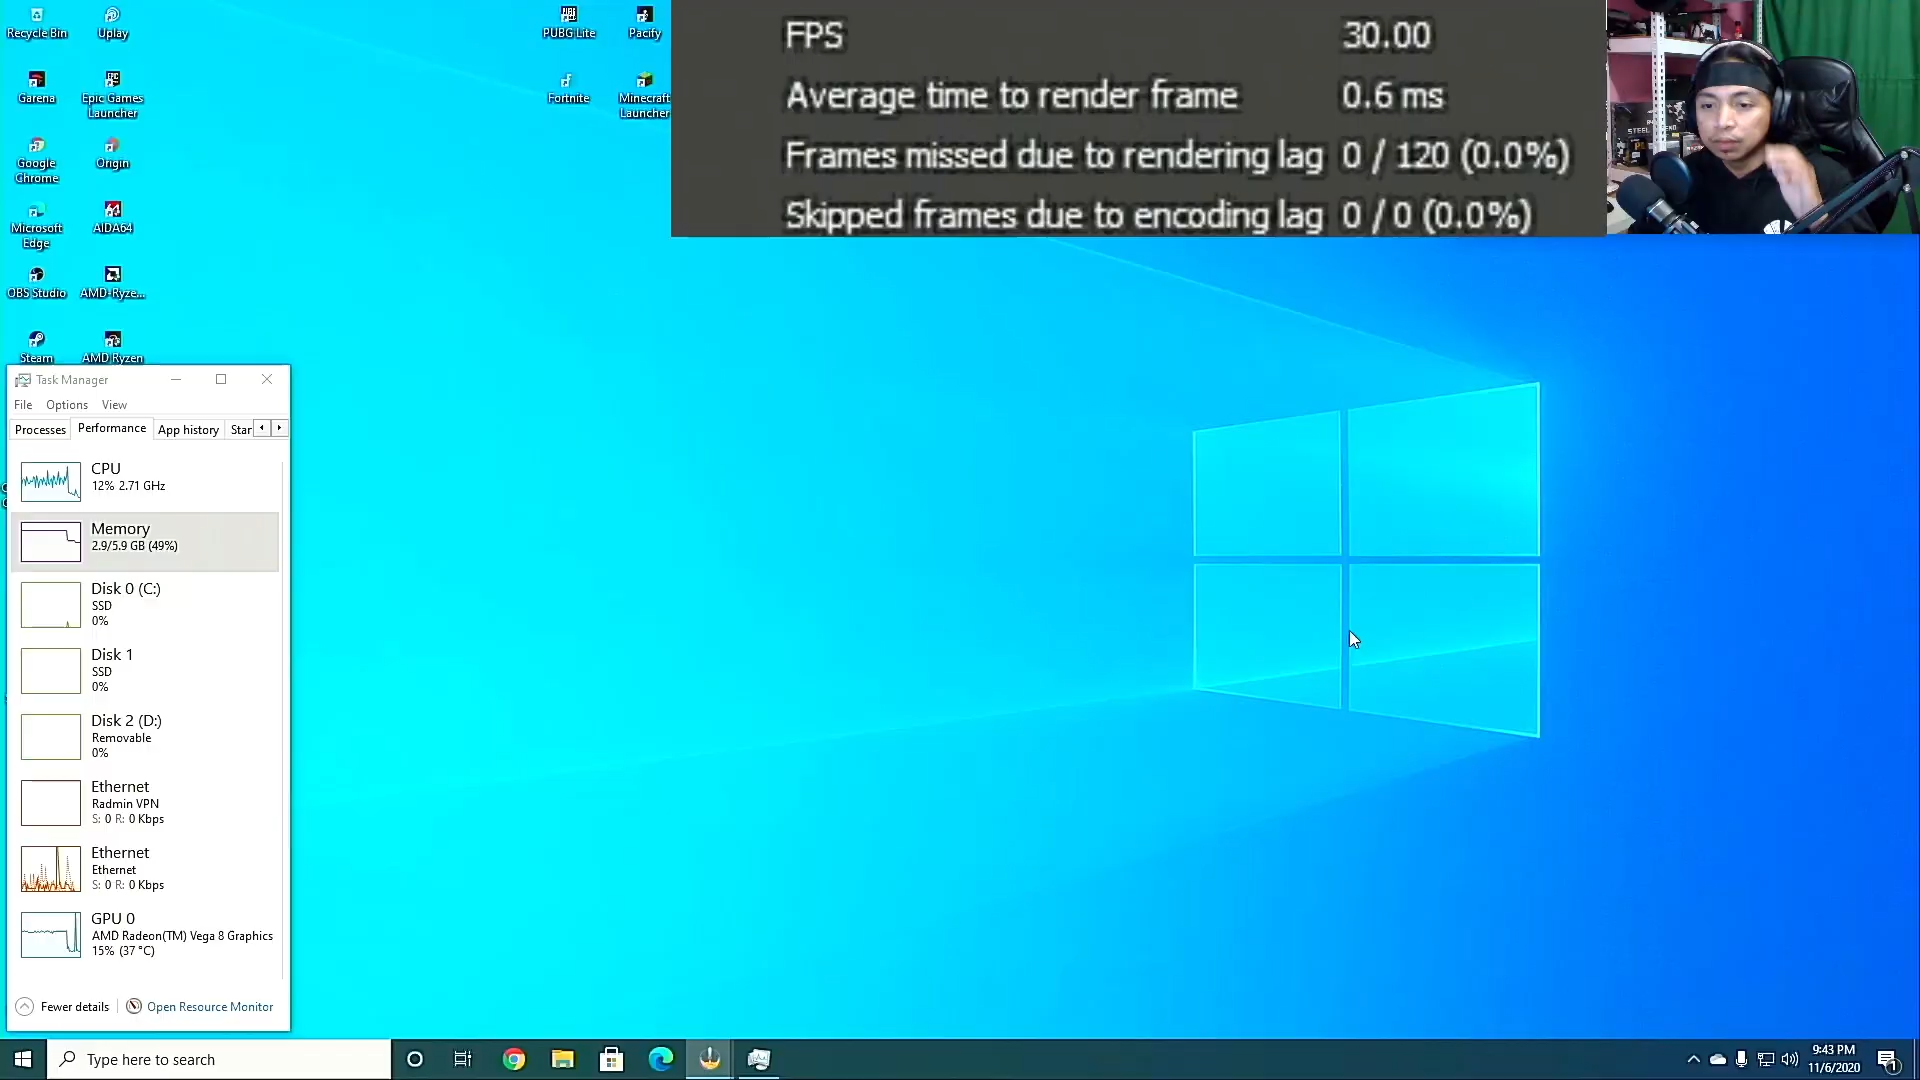 Recycle Bin
Uplay
PUBG Lite
Pacify
Garena
Epic Games
Launcher
Fortnite
Minecraft
Launcher
Google
Chrome
Origin
Microsoft
Edge
AIDA64
OBS Studio
AMD-Ryze...
Steam
AMD Ryzen
FPS 30.00
Average time to render frame 0.6 ms
Frames missed due to rendering lag 0 / 120 (0.0%)
Skipped frames due to encoding lag 0 / 0 (0.0%)
Task Manager
File Options View
Processes Performance App history Star
CPU
12% 2.71 GHz
Memory
2.9/5.9 GB (49%)
Disk 0 (C:)
SSD
0%
Disk 1
SSD
0%
Disk 2 (D:)
Removable
0%
Ethernet
Radmin VPN
S: 0 R: 0 Kbps
Ethernet
Ethernet
S: 0 R: 0 Kbps
GPU 0
AMD Radeon(TM) Vega 8 Graphics
15% (37 °C)
Fewer details Open Resource Monitor
Type here to search
9:43 PM
11/6/2020
1